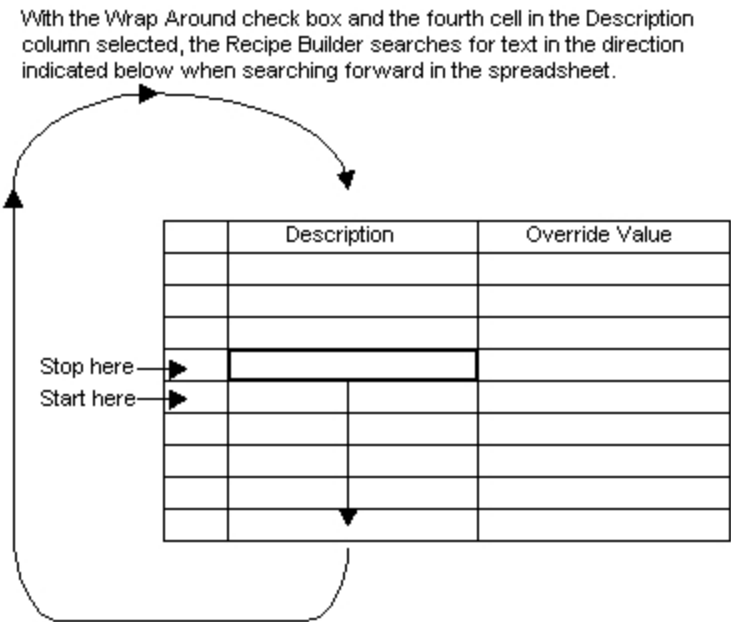 With the Wrap Around check box and the fourth cell in the Description
column selected, the Recipe Builder searches for text in the direction
indicated below when searching forward in the spreadsheet.
Description Override Value
Stop here
Start here